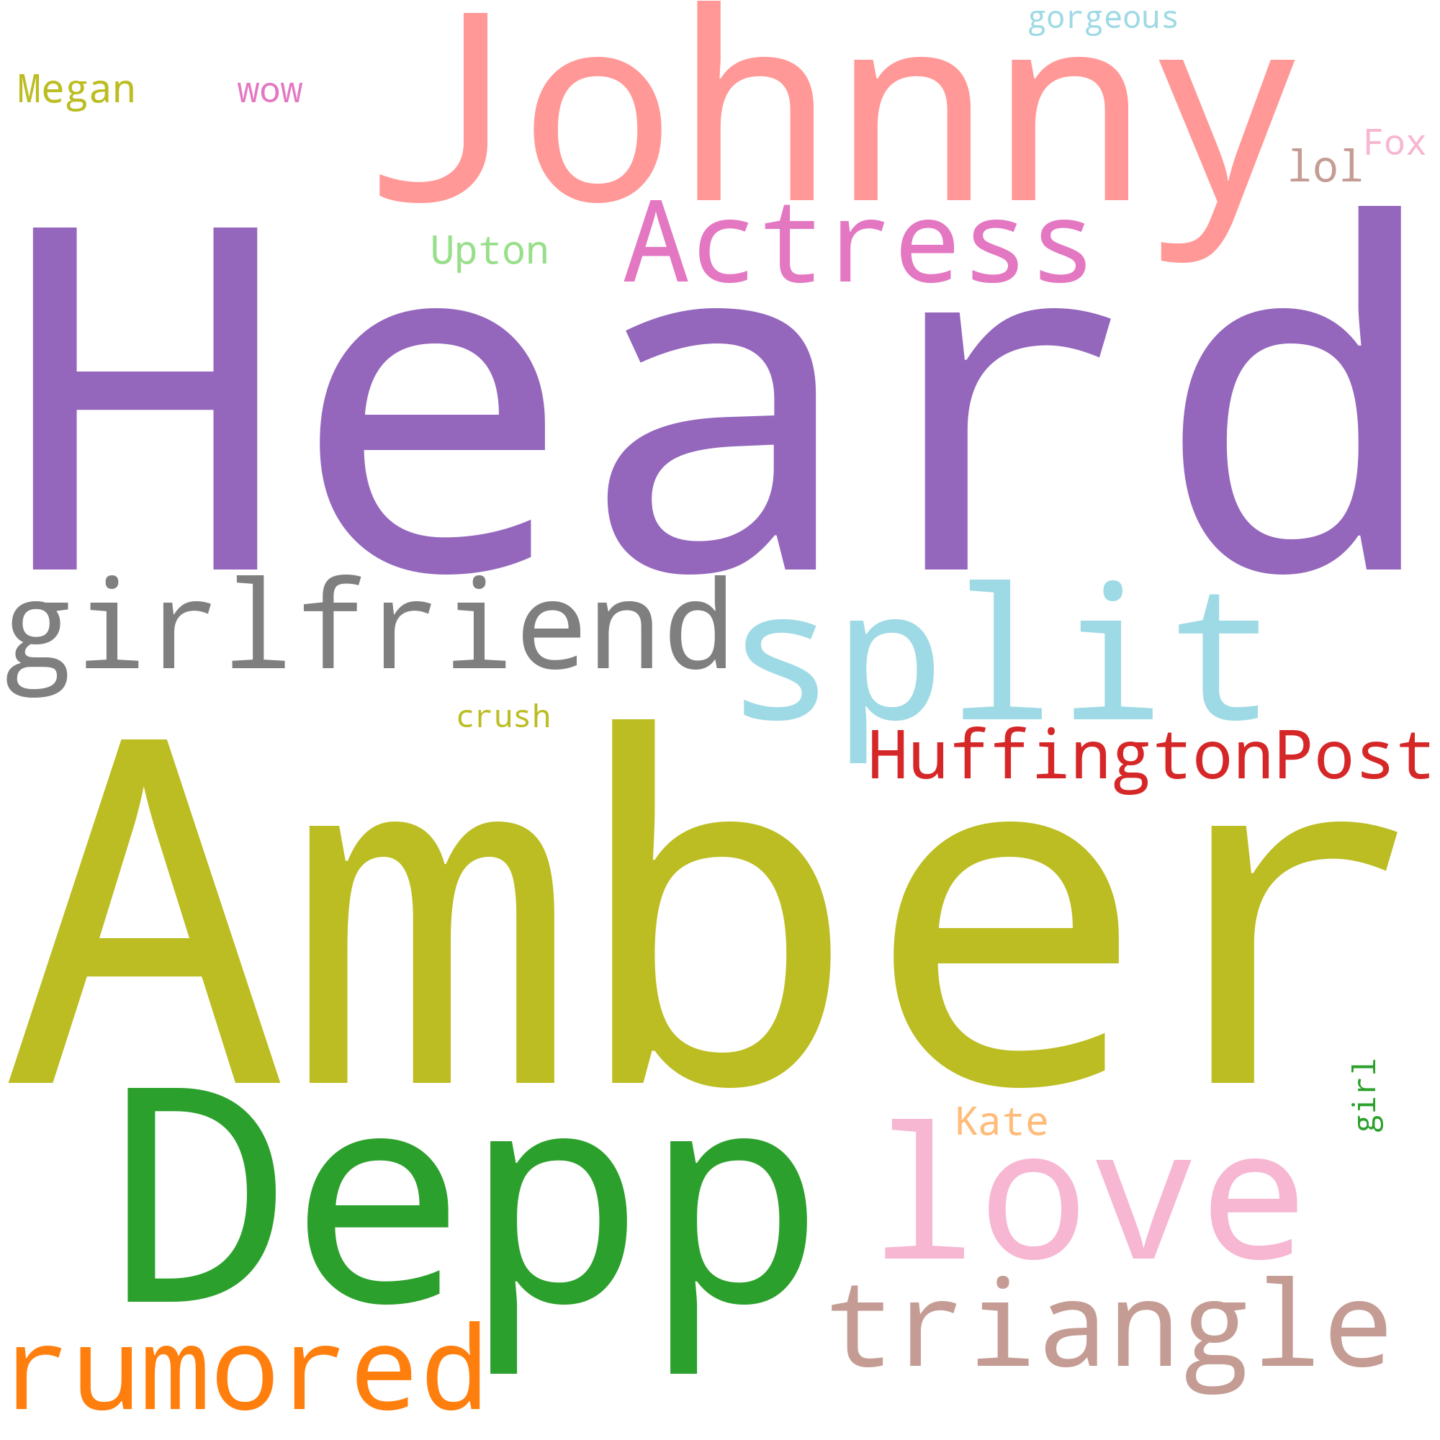 gorgeous
Johnny
Megan
wow
Fox
lol
Actress
Upton
Heard
girlfriend
split
crush
HuffingtonPost
Amber
girl
Depp
Kate
love
triangle
rumored